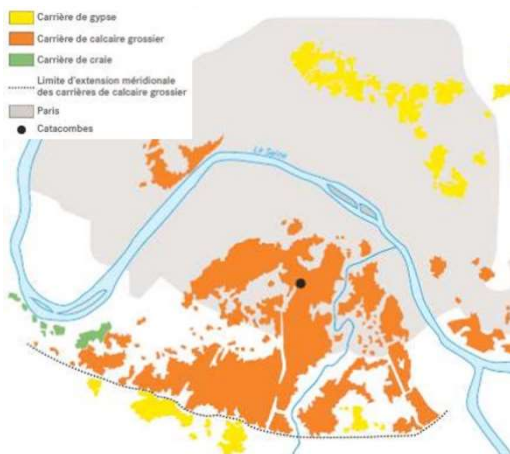 Carrière de gypse
Carrière de calcaire grossier
Carrière de craie
Limite d'extension méridionale
des carrières de calcaire grossier
Paris
Catacombes
La Seine